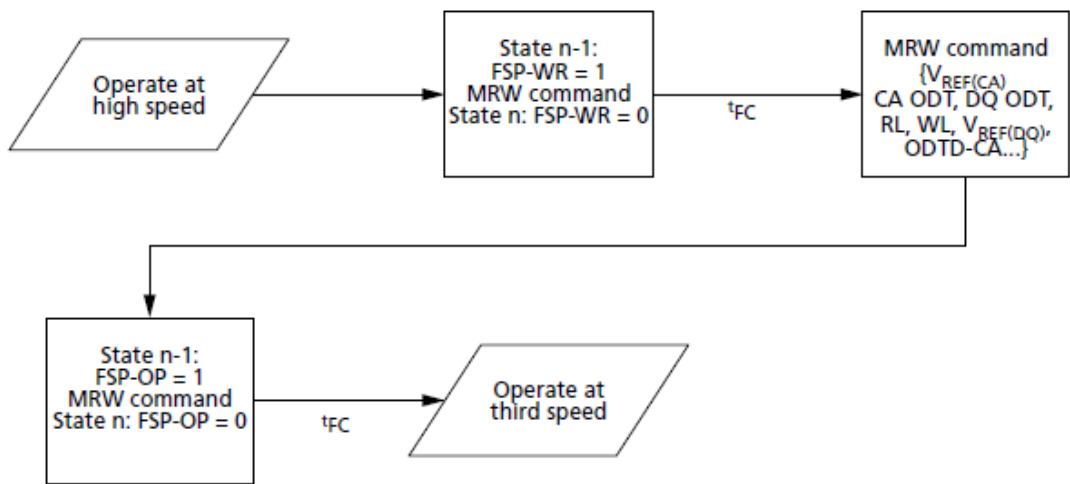 Operate at
high speed
State n-1:
FSP-WR = 1
MRW command
State n: FSP-WR = 0
tFC
MRW command
{VREF(CA)
CA ODT, DQ ODT,
RL, WL, VREF(DQ),
ODTD-CA...}
State n-1:
FSP-OP = 1
MRW command
State n: FSP-OP = 0
tFC
Operate at
third speed